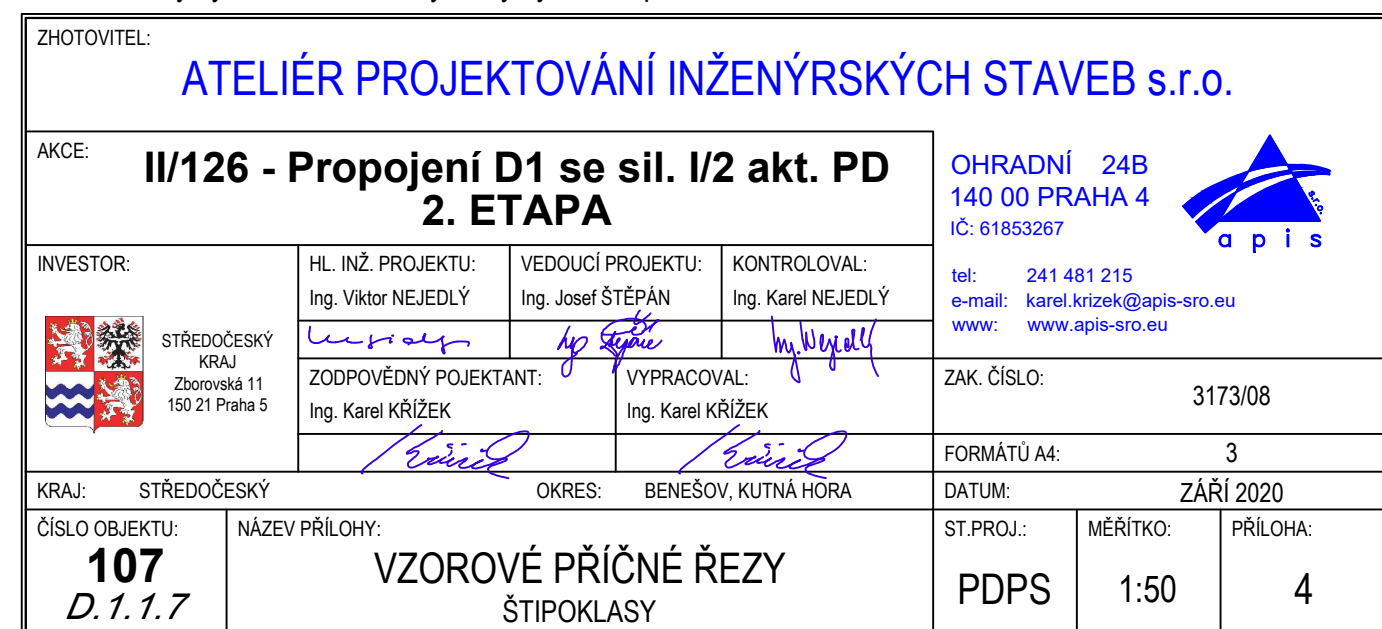 ZHOTOVITEL:
ATELIÉR PROJEKTOVÁNÍ INŽENÝRSKÝCH STAVEB s.r.o.
AKCE:
II/126 - Propojení D1 se sil. I/2 akt. PD
2. ETAPA
OHRADNÍ 24B
140 00 PRAHA 4
IČ: 61853267
s.r.o.
apis
tel: 241 481 215
e-mail: karel.krizek@apis-sro.eu
www: www.apis-sro.eu
INVESTOR:
STŘEDOČESKÝ
KRAJ
Zborovská 11
150 21 Praha 5
HL. INŽ. PROJEKTU:
Ing. Viktor NEJEDLÝ
VEDOUCÍ PROJEKTU:
Ing. Josef ŠTĚPÁN
KONTROLOVAL:
Ing. Karel NEJEDLÝ
ZODPOVĚDNÝ POJEKTANT:
Ing. Karel KŘÍŽEK
VYPRACOVAL:
Ing. Karel KŘÍŽEK
ZAK. ČÍSLO:
3173/08
FORMÁTŮ A4:
3
KRAJ: STŘEDOČESKÝ
OKRES: BENEŠOV, KUTNÁ HORA
DATUM:
ZÁŘÍ 2020
ČÍSLO OBJEKTU:
107
D.1.1.7
NÁZEV PŘÍLOHY:
VZOROVÉ PŘÍČNÉ ŘEZY
ŠTIPOKLASY
ST.PROJ.:
PDPS
MĚŘÍTKO:
1:50
PŘÍLOHA:
4